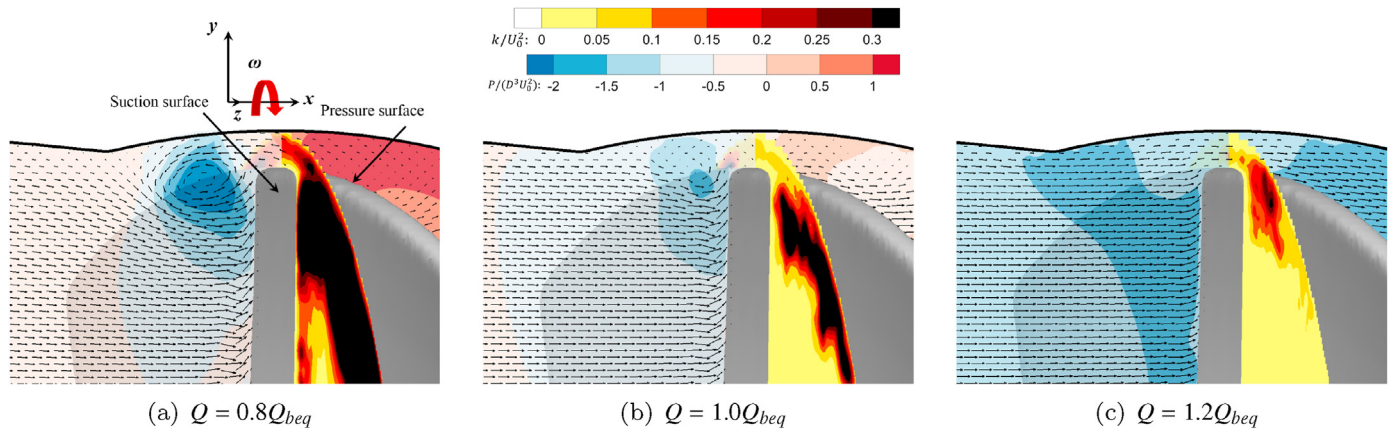 y
ω
Suction surface
z
x
Pressure surface
k/U₀²: 0 0.05 0.1 0.15 0.2 0.25 0.3
P/(D³U₀²): -2 -1.5 -1 -0.5 0 0.5 1
(a) Q = 0.8Q_beq
(b) Q = 1.0Q_beq
(c) Q = 1.2Q_beq